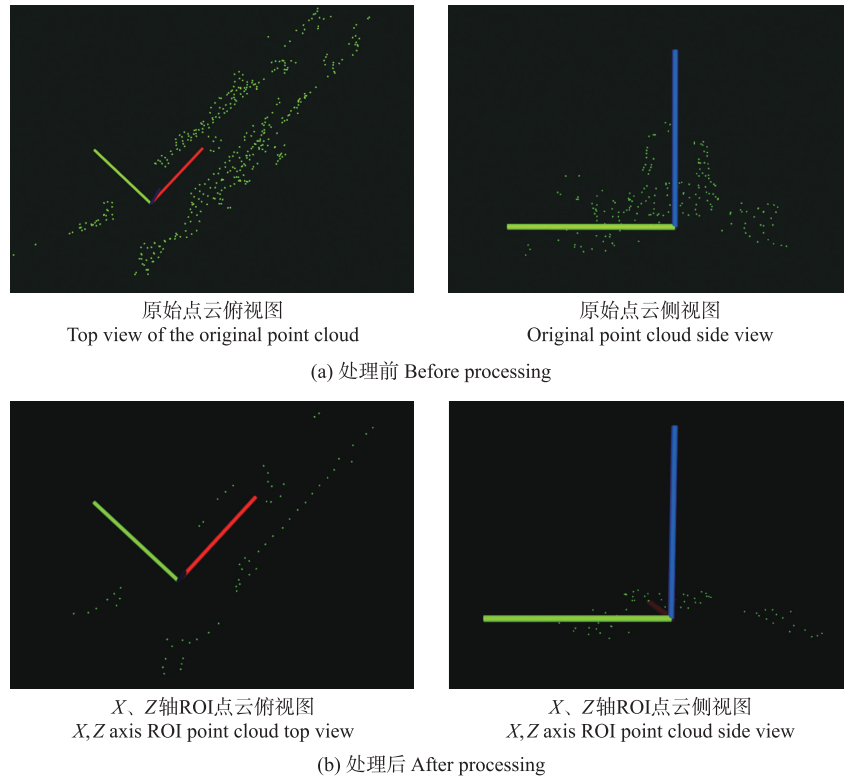 原始点云俯视图
Top view of the original point cloud
原始点云侧视图
Original point cloud side view
(a) 处理前 Before processing
X、Z轴ROI点云俯视图
X, Z axis ROI point cloud top view
X、Z轴ROI点云侧视图
X, Z axis ROI point cloud side view
(b) 处理后 After processing